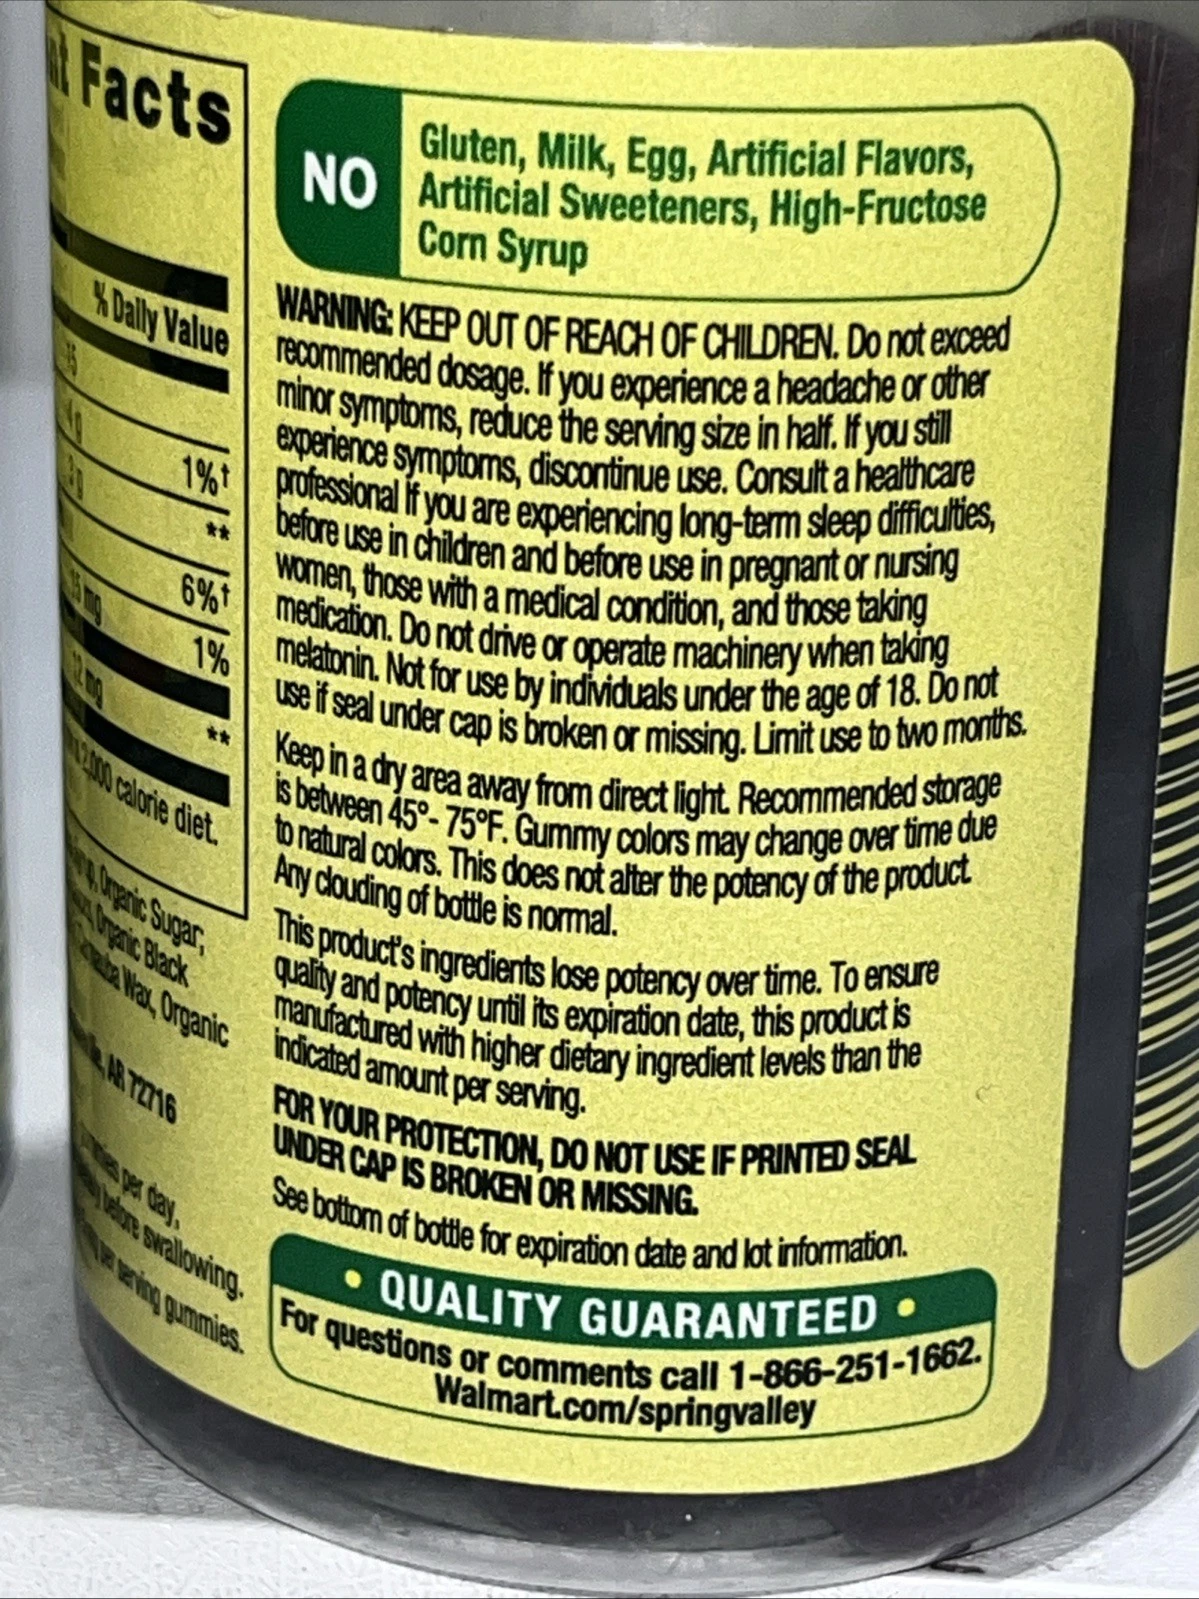 Facts
% Daily Value
1%†
**
6%†
15 mg
1%
12 mg
**
2,000 calorie diet.
Organic Sugar;
Organic Black
Wax, Organic
AR 72716
per day,
before swallowing.
per serving gummies.
NO
Gluten, Milk, Egg, Artificial Flavors,
Artificial Sweeteners, High-Fructose
Corn Syrup
WARNING: KEEP OUT OF REACH OF CHILDREN. Do not exceed
recommended dosage. If you experience a headache or other
minor symptoms, reduce the serving size in half. If you still
experience symptoms, discontinue use. Consult a healthcare
professional if you are experiencing long-term sleep difficulties,
before use in children and before use in pregnant or nursing
women, those with a medical condition, and those taking
medication. Do not drive or operate machinery when taking
melatonin. Not for use by individuals under the age of 18. Do not
use if seal under cap is broken or missing. Limit use to two months.
Keep in a dry area away from direct light. Recommended storage
is between 45°- 75°F. Gummy colors may change over time due
to natural colors. This does not alter the potency of the product.
Any clouding of bottle is normal.
This product's ingredients lose potency over time. To ensure
quality and potency until its expiration date, this product is
manufactured with higher dietary ingredient levels than the
indicated amount per serving.
FOR YOUR PROTECTION, DO NOT USE IF PRINTED SEAL
UNDER CAP IS BROKEN OR MISSING.
See bottom of bottle for expiration date and lot information.
• QUALITY GUARANTEED •
For questions or comments call 1-866-251-1662.
Walmart.com/springvalley